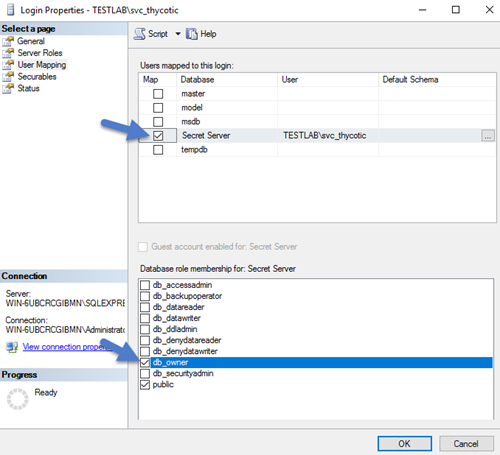 Login Properties - TESTLAB\svc_thycotic
Select a page
General
Server Roles
User Mapping
Securables
Status
Script
Help
Users mapped to this login:
Map Database User Default Schema
master
model
msdb
Secret Server TESTLAB\svc_thycotic ...
tempdb
Guest account enabled for: Secret Server
Database role membership for: Secret Server
db_accessadmin
db_backupoperator
db_datareader
db_datawriter
db_ddladmin
db_denydatareader
db_denydatawriter
db_owner
db_securityadmin
public
Connection
Server:
WIN-6UBCRCGIBMN\SQLEXPRE
Connection:
WIN-6UBCRCGIBMN\Administrato
View connection prope
Progress
Ready
OK Cancel